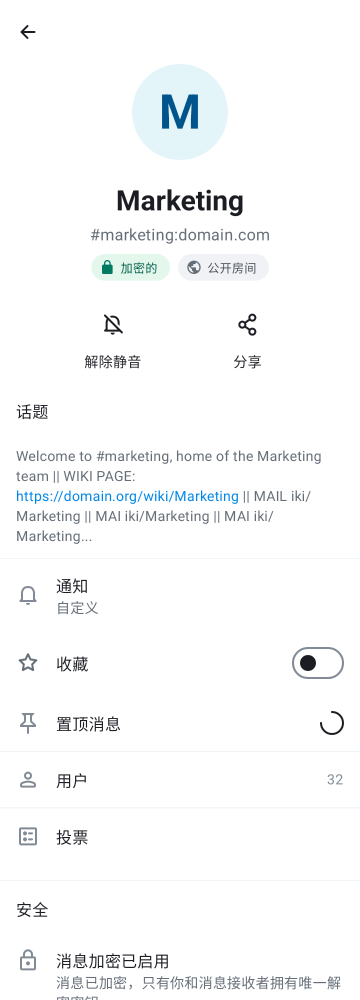 M
Marketing
#marketing:domain.com
加密的 公开房间
解除静音 分享
话题
Welcome to #marketing, home of the Marketing
team || WIKI PAGE:
https://domain.org/wiki/Marketing || MAIL iki/
Marketing || MAI iki/Marketing || MAI iki/
Marketing...
通知
自定义
收藏
置顶消息
用户 32
投票
安全
消息加密已启用
消息已加密，只有你和消息接收者拥有唯一解